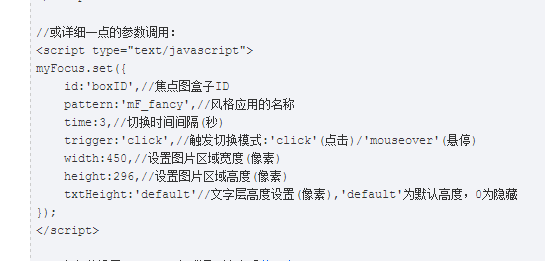 //或详细一点的参数调用:
<script type="text/javascript">
myFocus.set({
    id:'boxID',//焦点图盒子ID
    pattern:'mF_fancy',//风格应用的名称
    time:3,//切换时间间隔(秒)
    trigger:'click',//触发切换模式:'click'(点击)/'mouseover'(悬停)
    width:450,//设置图片区域宽度(像素)
    height:296,//设置图片区域高度(像素)
    txtHeight:'default'//文字层高度设置(像素),'default'为默认高度，0为隐藏
});
</script>